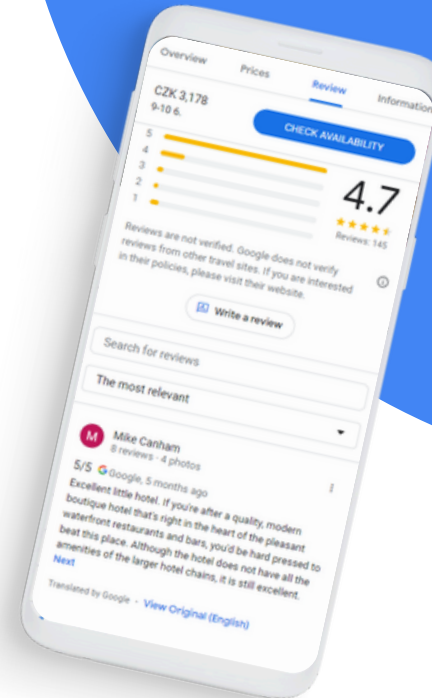 Overview Prices Review Information
CZK 3,178
9-10 6.
CHECK AVAILABILITY
5
4
3
2
1
4.7
Reviews: 145
Reviews are not verified. Google does not verify
reviews from other travel sites. If you are interested
in their policies, please visit their website.
Write a review
Search for reviews
The most relevant
M
Mike Canham
8 reviews · 4 photos
5/5 G Google, 5 months ago
Excellent little hotel. If you're after a quality, modern
boutique hotel that's right in the heart of the pleasant
waterfront restaurants and bars, you'd be hard pressed to
beat this place. Although the hotel does not have all the
amenities of the larger hotel chains, it is still excellent.
Next
Translated by Google · View Original (English)